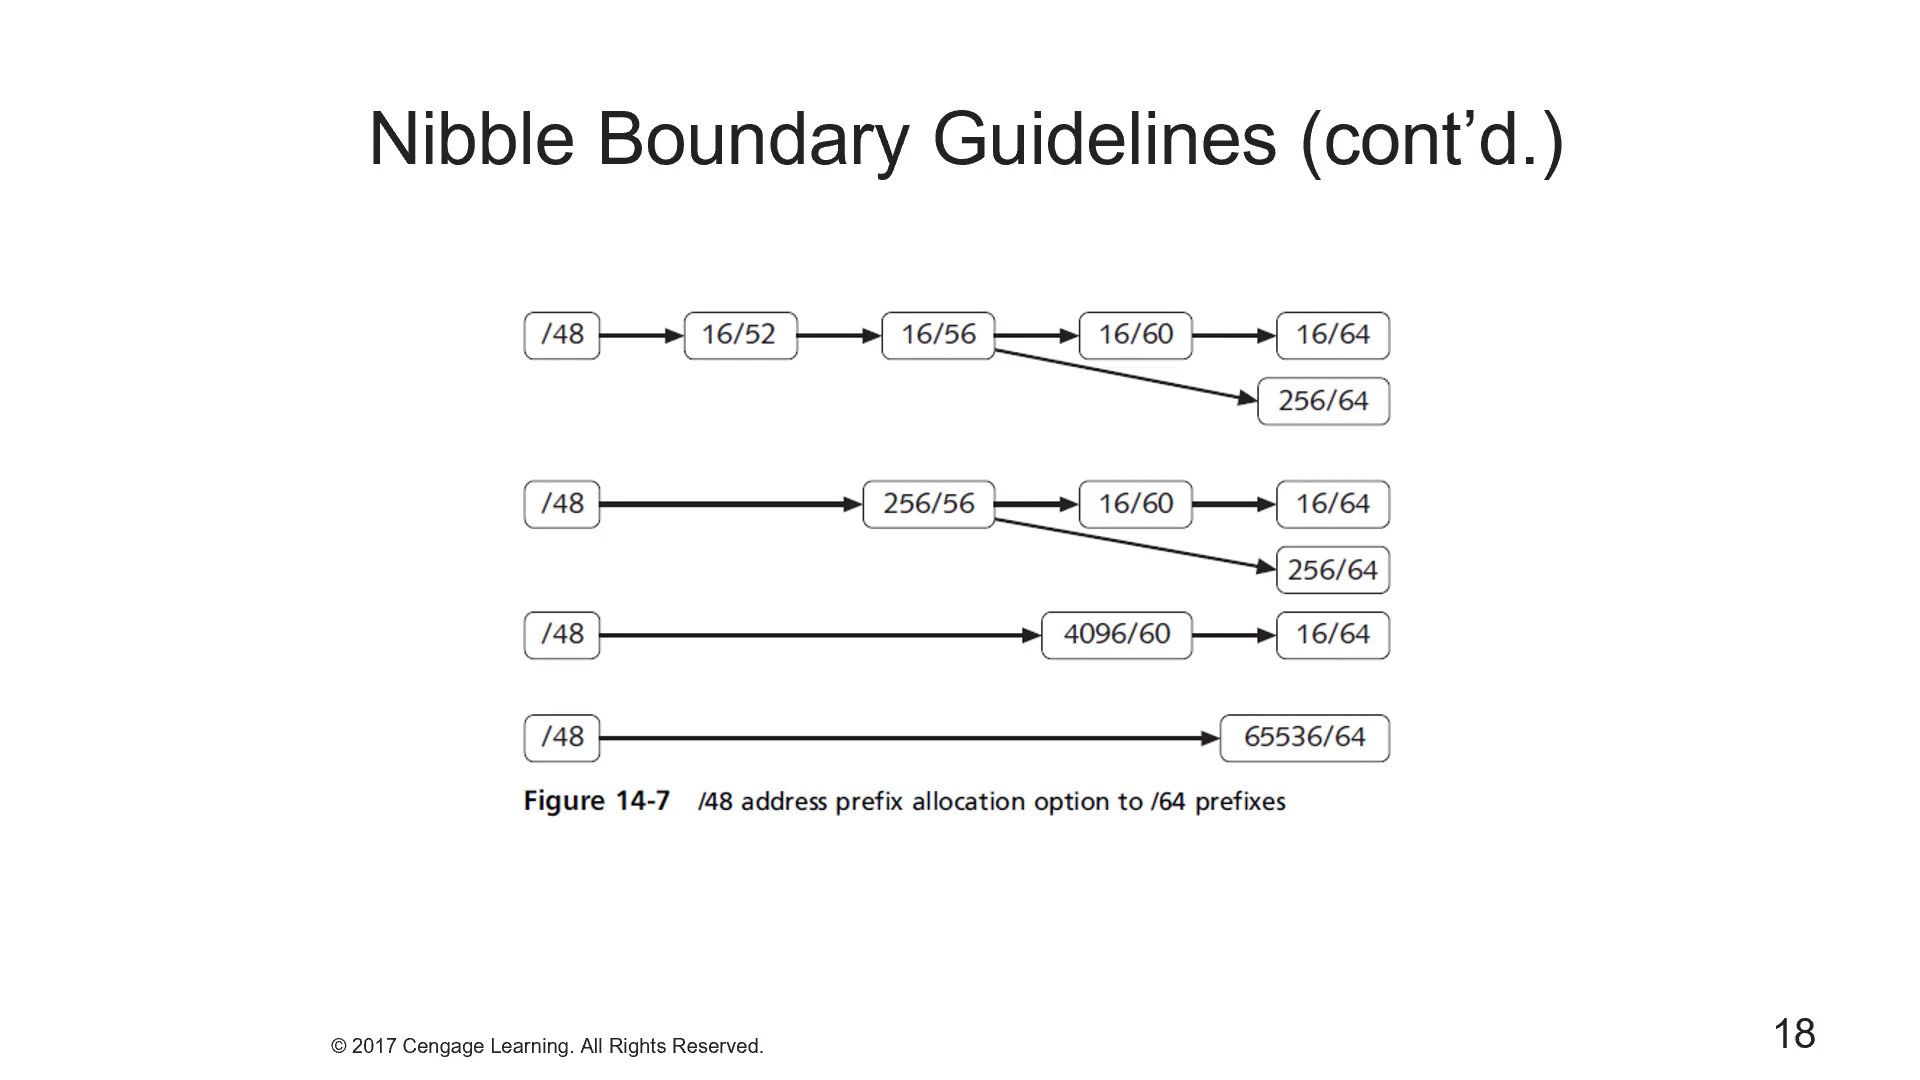 Nibble Boundary Guidelines (cont’d.)
/48 16/52 16/56 16/60 16/64
256/64
/48 256/56 16/60 16/64
256/64
/48 4096/60 16/64
/48 65536/64
Figure 14-7 /48 address prefix allocation option to /64 prefixes
© 2017 Cengage Learning. All Rights Reserved.
18